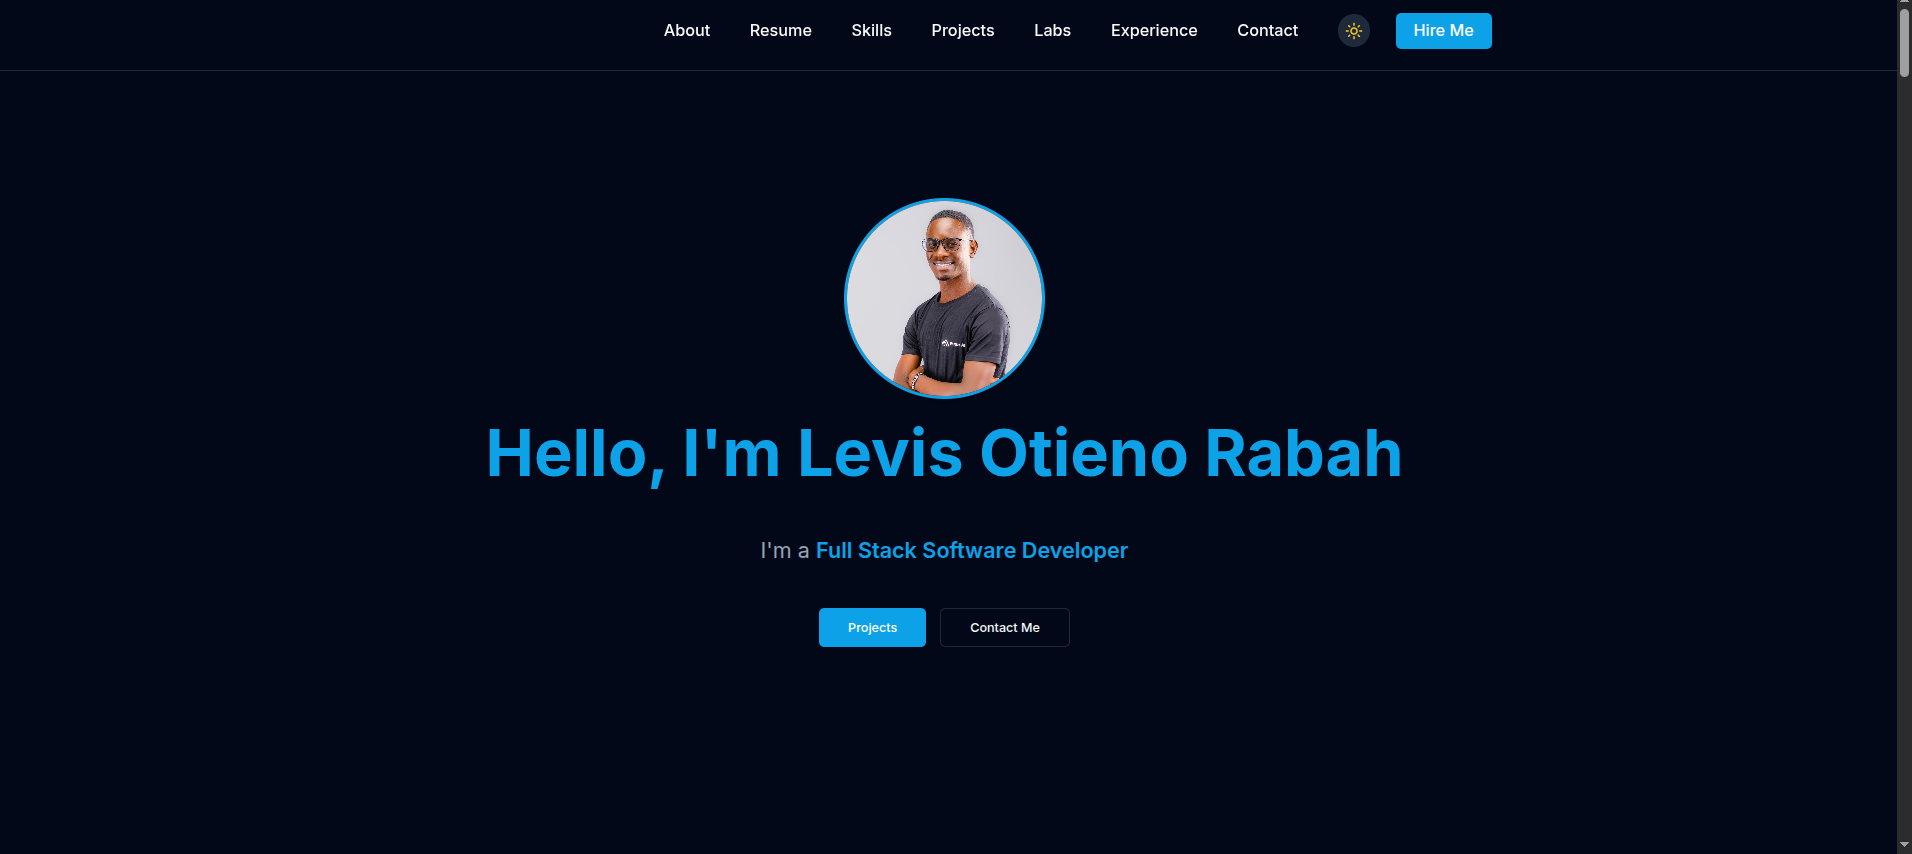 About Resume Skills Projects Labs Experience Contact Hire Me
Hello, I'm Levis Otieno Rabah
I'm a Full Stack Software Developer
Projects Contact Me